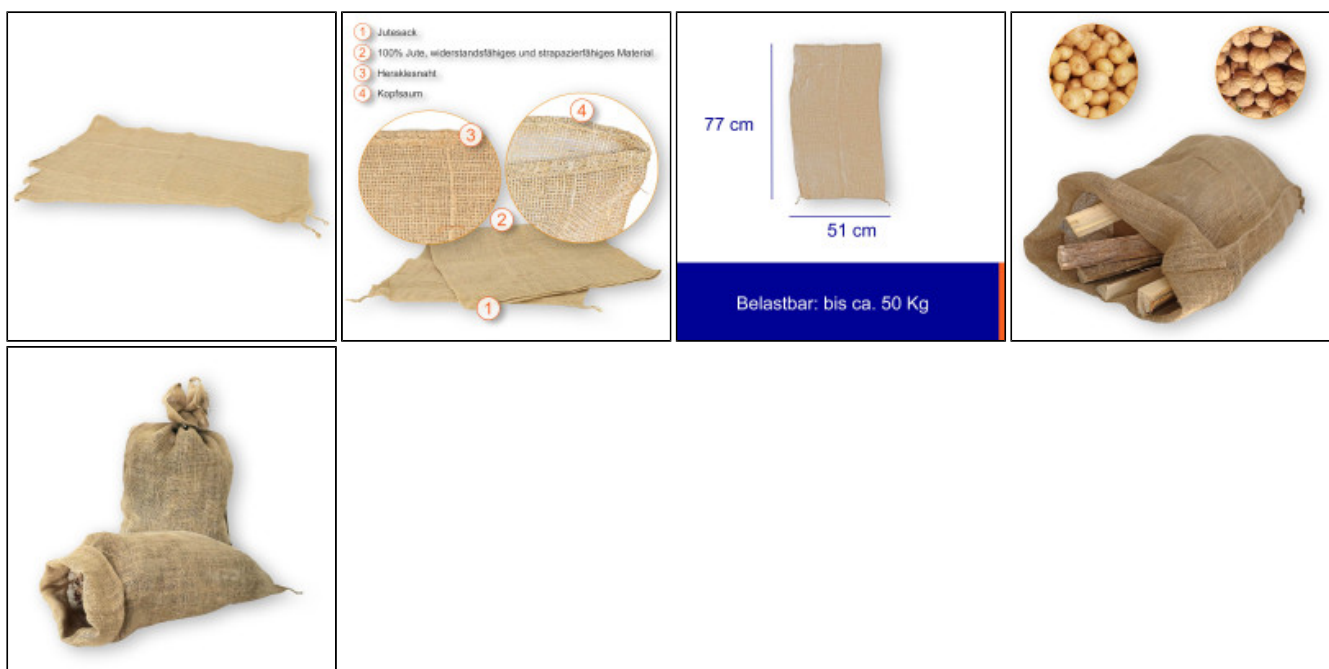 1 Jutesack
2 100% Jute, widerstandsfähiges und strapazierfähiges Material.
3 Heraklesnaht
4 Kopfsaum
3
4
2
1
77 cm
51 cm
Belastbar: bis ca. 50 Kg